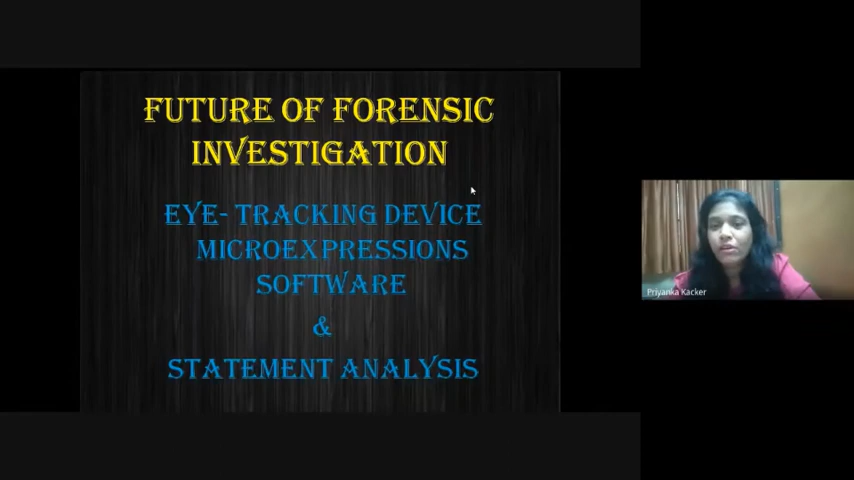 FUTURE OF FORENSIC
INVESTIGATION
EYE- TRACKING DEVICE
MICROEXPRESSIONS
SOFTWARE
&
STATEMENT ANALYSIS
Priyanka Kacker